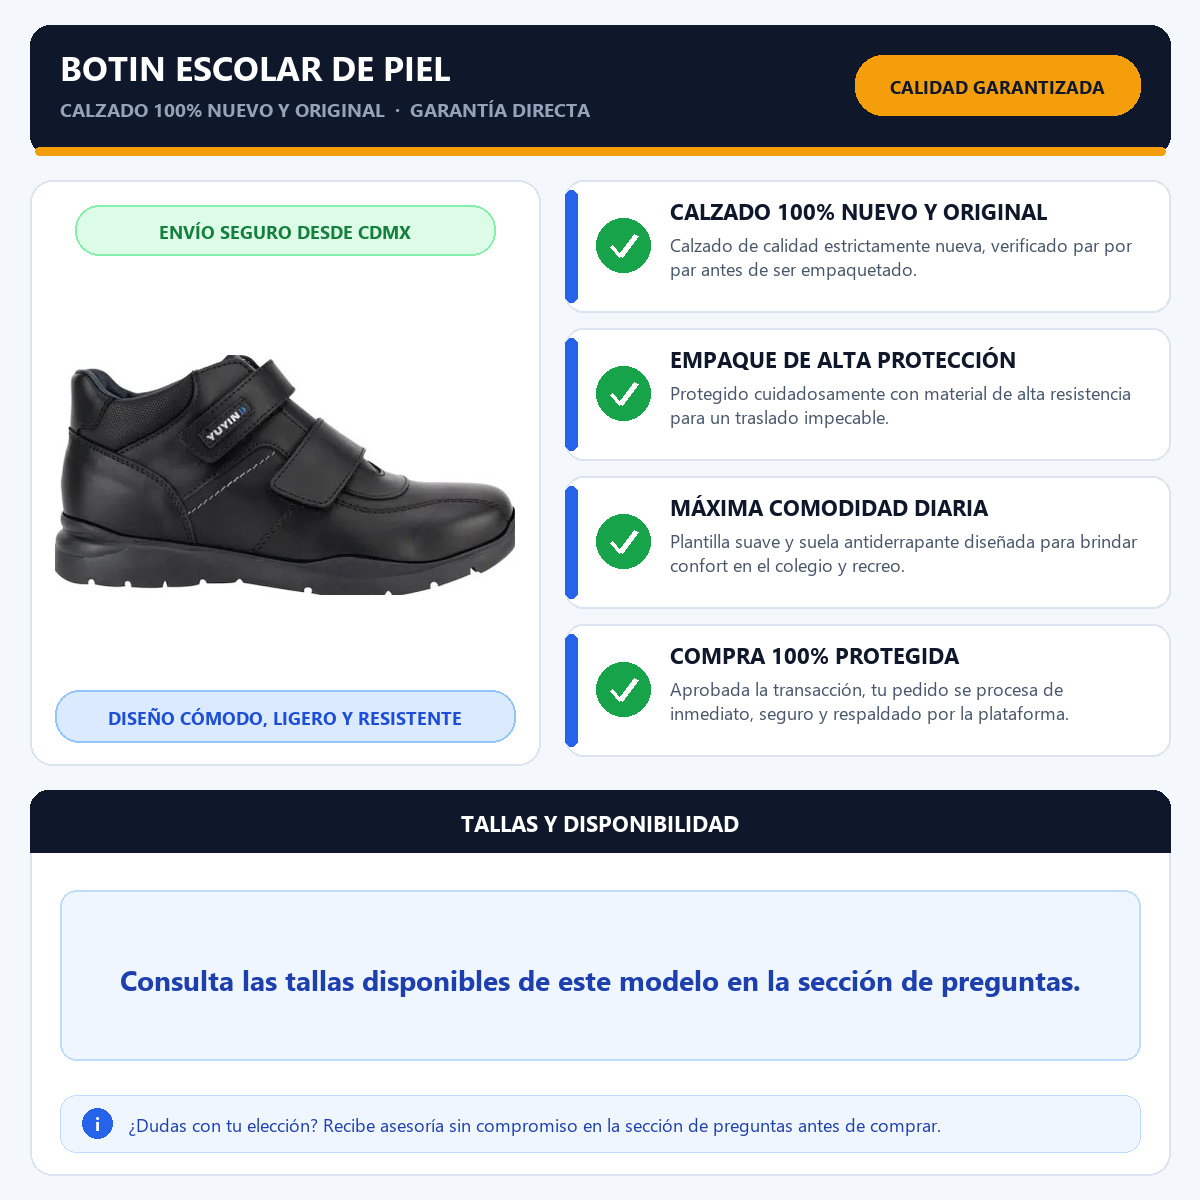 BOTIN ESCOLAR DE PIEL
CALZADO 100% NUEVO Y ORIGINAL · GARANTÍA DIRECTA
CALIDAD GARANTIZADA
ENVÍO SEGURO DESDE CDMX
YUYIN
DISEÑO CÓMODO, LIGERO Y RESISTENTE
CALZADO 100% NUEVO Y ORIGINAL
Calzado de calidad estrictamente nueva, verificado par por
par antes de ser empaquetado.
EMPAQUE DE ALTA PROTECCIÓN
Protegido cuidadosamente con material de alta resistencia
para un traslado impecable.
MÁXIMA COMODIDAD DIARIA
Plantilla suave y suela antiderrapante diseñada para brindar
confort en el colegio y recreo.
COMPRA 100% PROTEGIDA
Aprobada la transacción, tu pedido se procesa de
inmediato, seguro y respaldado por la plataforma.
TALLAS Y DISPONIBILIDAD
Consulta las tallas disponibles de este modelo en la sección de preguntas.
¿Dudas con tu elección? Recibe asesoría sin compromiso en la sección de preguntas antes de comprar.